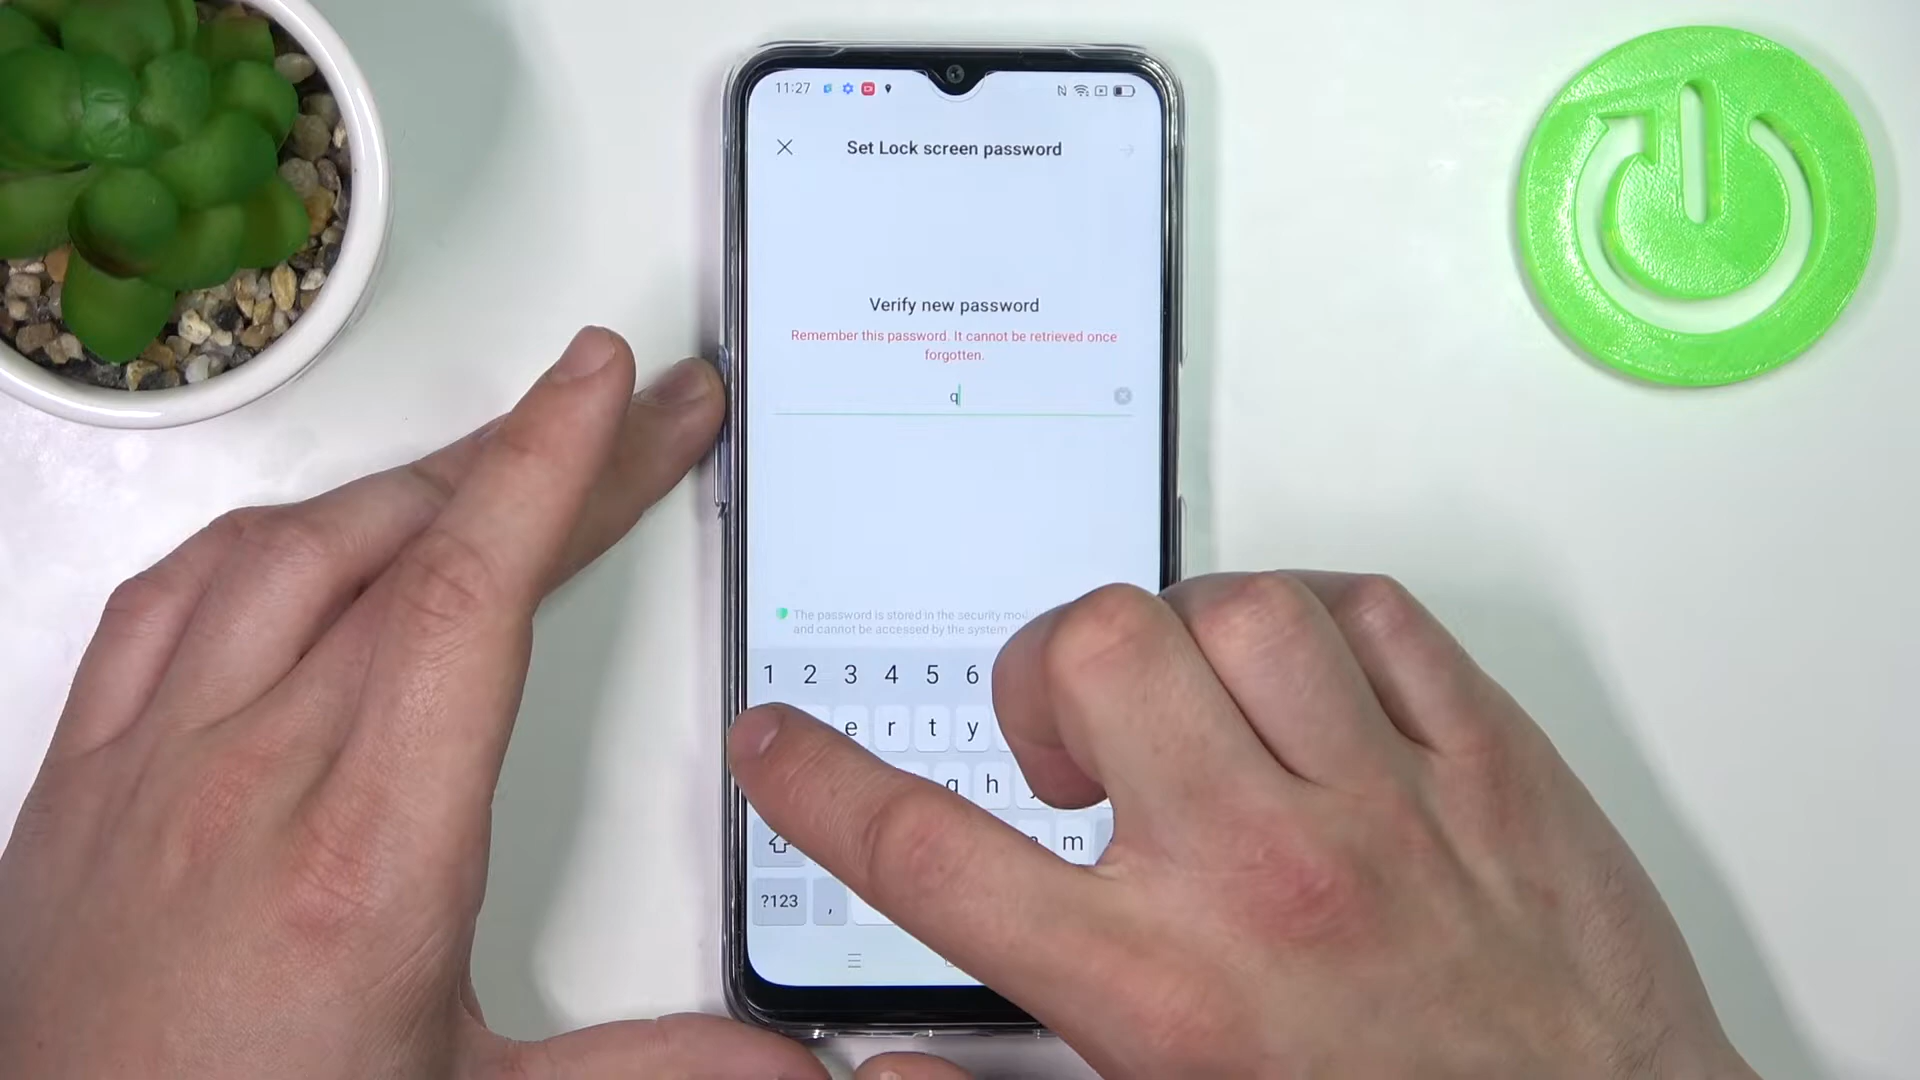 11:27
Set Lock screen password
Verify new password
Remember this password. It cannot be retrieved once
forgotten.
q
The password is stored in the security
and cannot be accessed by the system
1 2 3 4 5 6
e r t y
g h
m
?123 ,